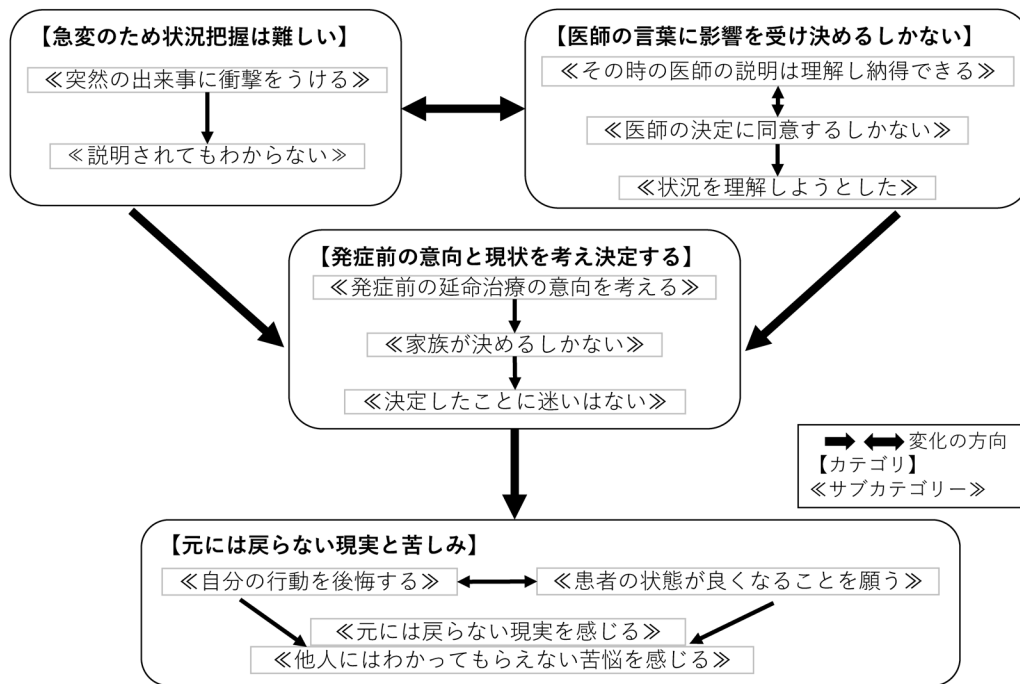 【急変のため状況把握は難しい】
≪突然の出来事に衝撃をうける≫
≪説明されてもわからない≫
【医師の言葉に影響を受け決めるしかない】
≪その時の医師の説明は理解し納得できる≫
≪医師の決定に同意するしかない≫
≪状況を理解しようとした≫
【発症前の意向と現状を考え決定する】
≪発症前の延命治療の意向を考える≫
≪家族が決めるしかない≫
≪決定したことに迷いはない≫
変化の方向
【カテゴリ】
≪サブカテゴリー≫
【元には戻らない現実と苦しみ】
≪自分の行動を後悔する≫
≪患者の状態が良くなることを願う≫
≪元には戻らない現実を感じる≫
≪他人にはわかってもらえない苦悩を感じる≫